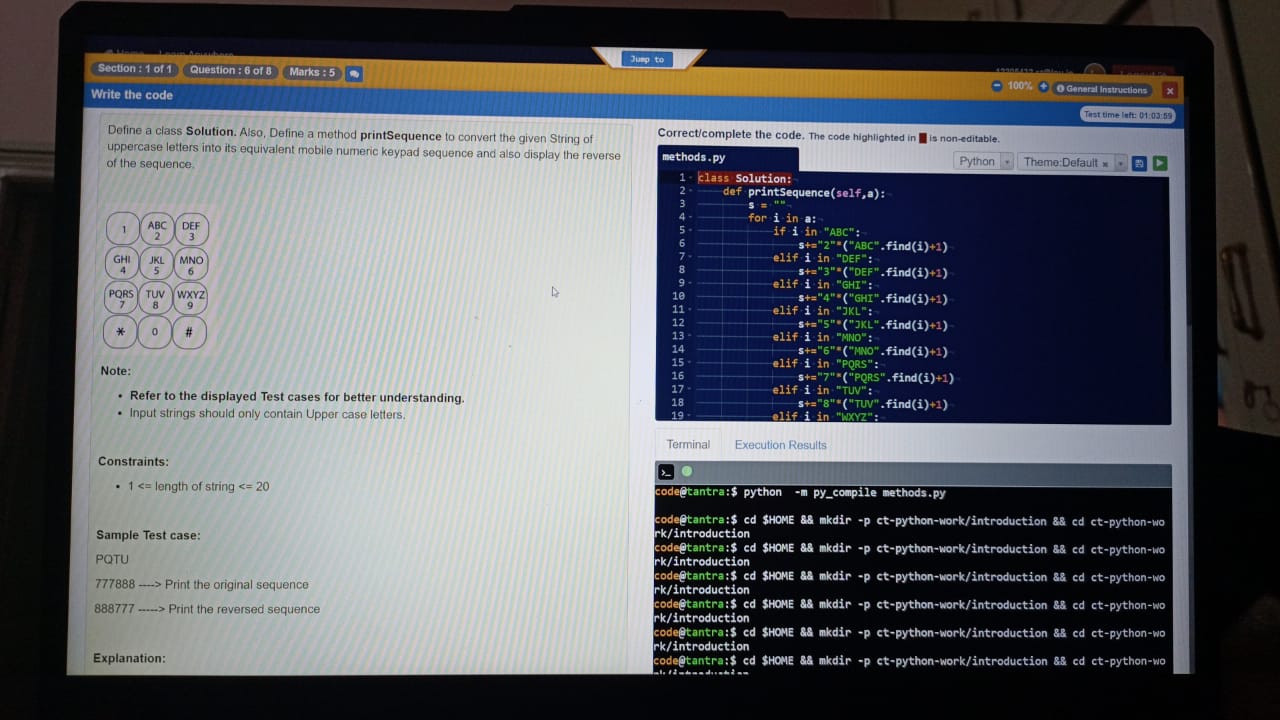 Home Learn Anywhere
Jump to
Section : 1 of 1 Question : 6 of 8 Marks : 5
100% General Instructions x
Write the code
Test time left: 01:03:59
Define a class Solution. Also, Define a method printSequence to convert the given String of
uppercase letters into its equivalent mobile numeric keypad sequence and also display the reverse
of the sequence.
1 ABC 2 DEF 3
GHI 4 JKL 5 MNO 6
PQRS 7 TUV 8 WXYZ 9
* 0 #
Note:
• Refer to the displayed Test cases for better understanding.
• Input strings should only contain Upper case letters.
Constraints:
• 1 <= length of string <= 20
Sample Test case:
PQTU
777888 ----> Print the original sequence
888777 -----> Print the reversed sequence
Explanation:
Correct/complete the code. The code highlighted in is non-editable.
methods.py
Python Theme:Default x
1 class Solution:
2 def printSequence(self,a):
3 s = ""
4 for i in a:
5 if i in "ABC":
6 s+="2"*("ABC".find(i)+1)
7 elif i in "DEF":
8 s+="3"*("DEF".find(i)+1)
9 elif i in "GHI":
10 s+="4"*("GHI".find(i)+1)
11 elif i in "JKL":
12 s+="5"*("JKL".find(i)+1)
13 elif i in "MNO":
14 s+="6"*("MNO".find(i)+1)
15 elif i in "PQRS":
16 s+="7"*("PQRS".find(i)+1)
17 elif i in "TUV":
18 s+="8"*("TUV".find(i)+1)
19 elif i in "WXYZ":
Terminal Execution Results
>_
code@tantra:$ python -m py_compile methods.py
code@tantra:$ cd $HOME && mkdir -p ct-python-work/introduction && cd ct-python-wo
rk/introduction
code@tantra:$ cd $HOME && mkdir -p ct-python-work/introduction && cd ct-python-wo
rk/introduction
code@tantra:$ cd $HOME && mkdir -p ct-python-work/introduction && cd ct-python-wo
rk/introduction
code@tantra:$ cd $HOME && mkdir -p ct-python-work/introduction && cd ct-python-wo
rk/introduction
code@tantra:$ cd $HOME && mkdir -p ct-python-work/introduction && cd ct-python-wo
rk/introduction
code@tantra:$ cd $HOME && mkdir -p ct-python-work/introduction && cd ct-python-wo